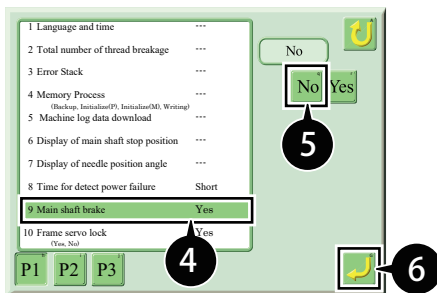 1 Language and time ---
2 Total number of thread breakage ---
3 Error Stack ---
4 Memory Process ---
(Backup, Initialize(P), Initialize(M), Writing)
5 Machine log data download ---
6 Display of main shaft stop position ---
7 Display of needle position angle ---
8 Time for detect power failure Short
9 Main shaft brake Yes
10 Frame servo lock Yes
(Yes, No)
P1 P2 P3
No
No Yes
5
4
6